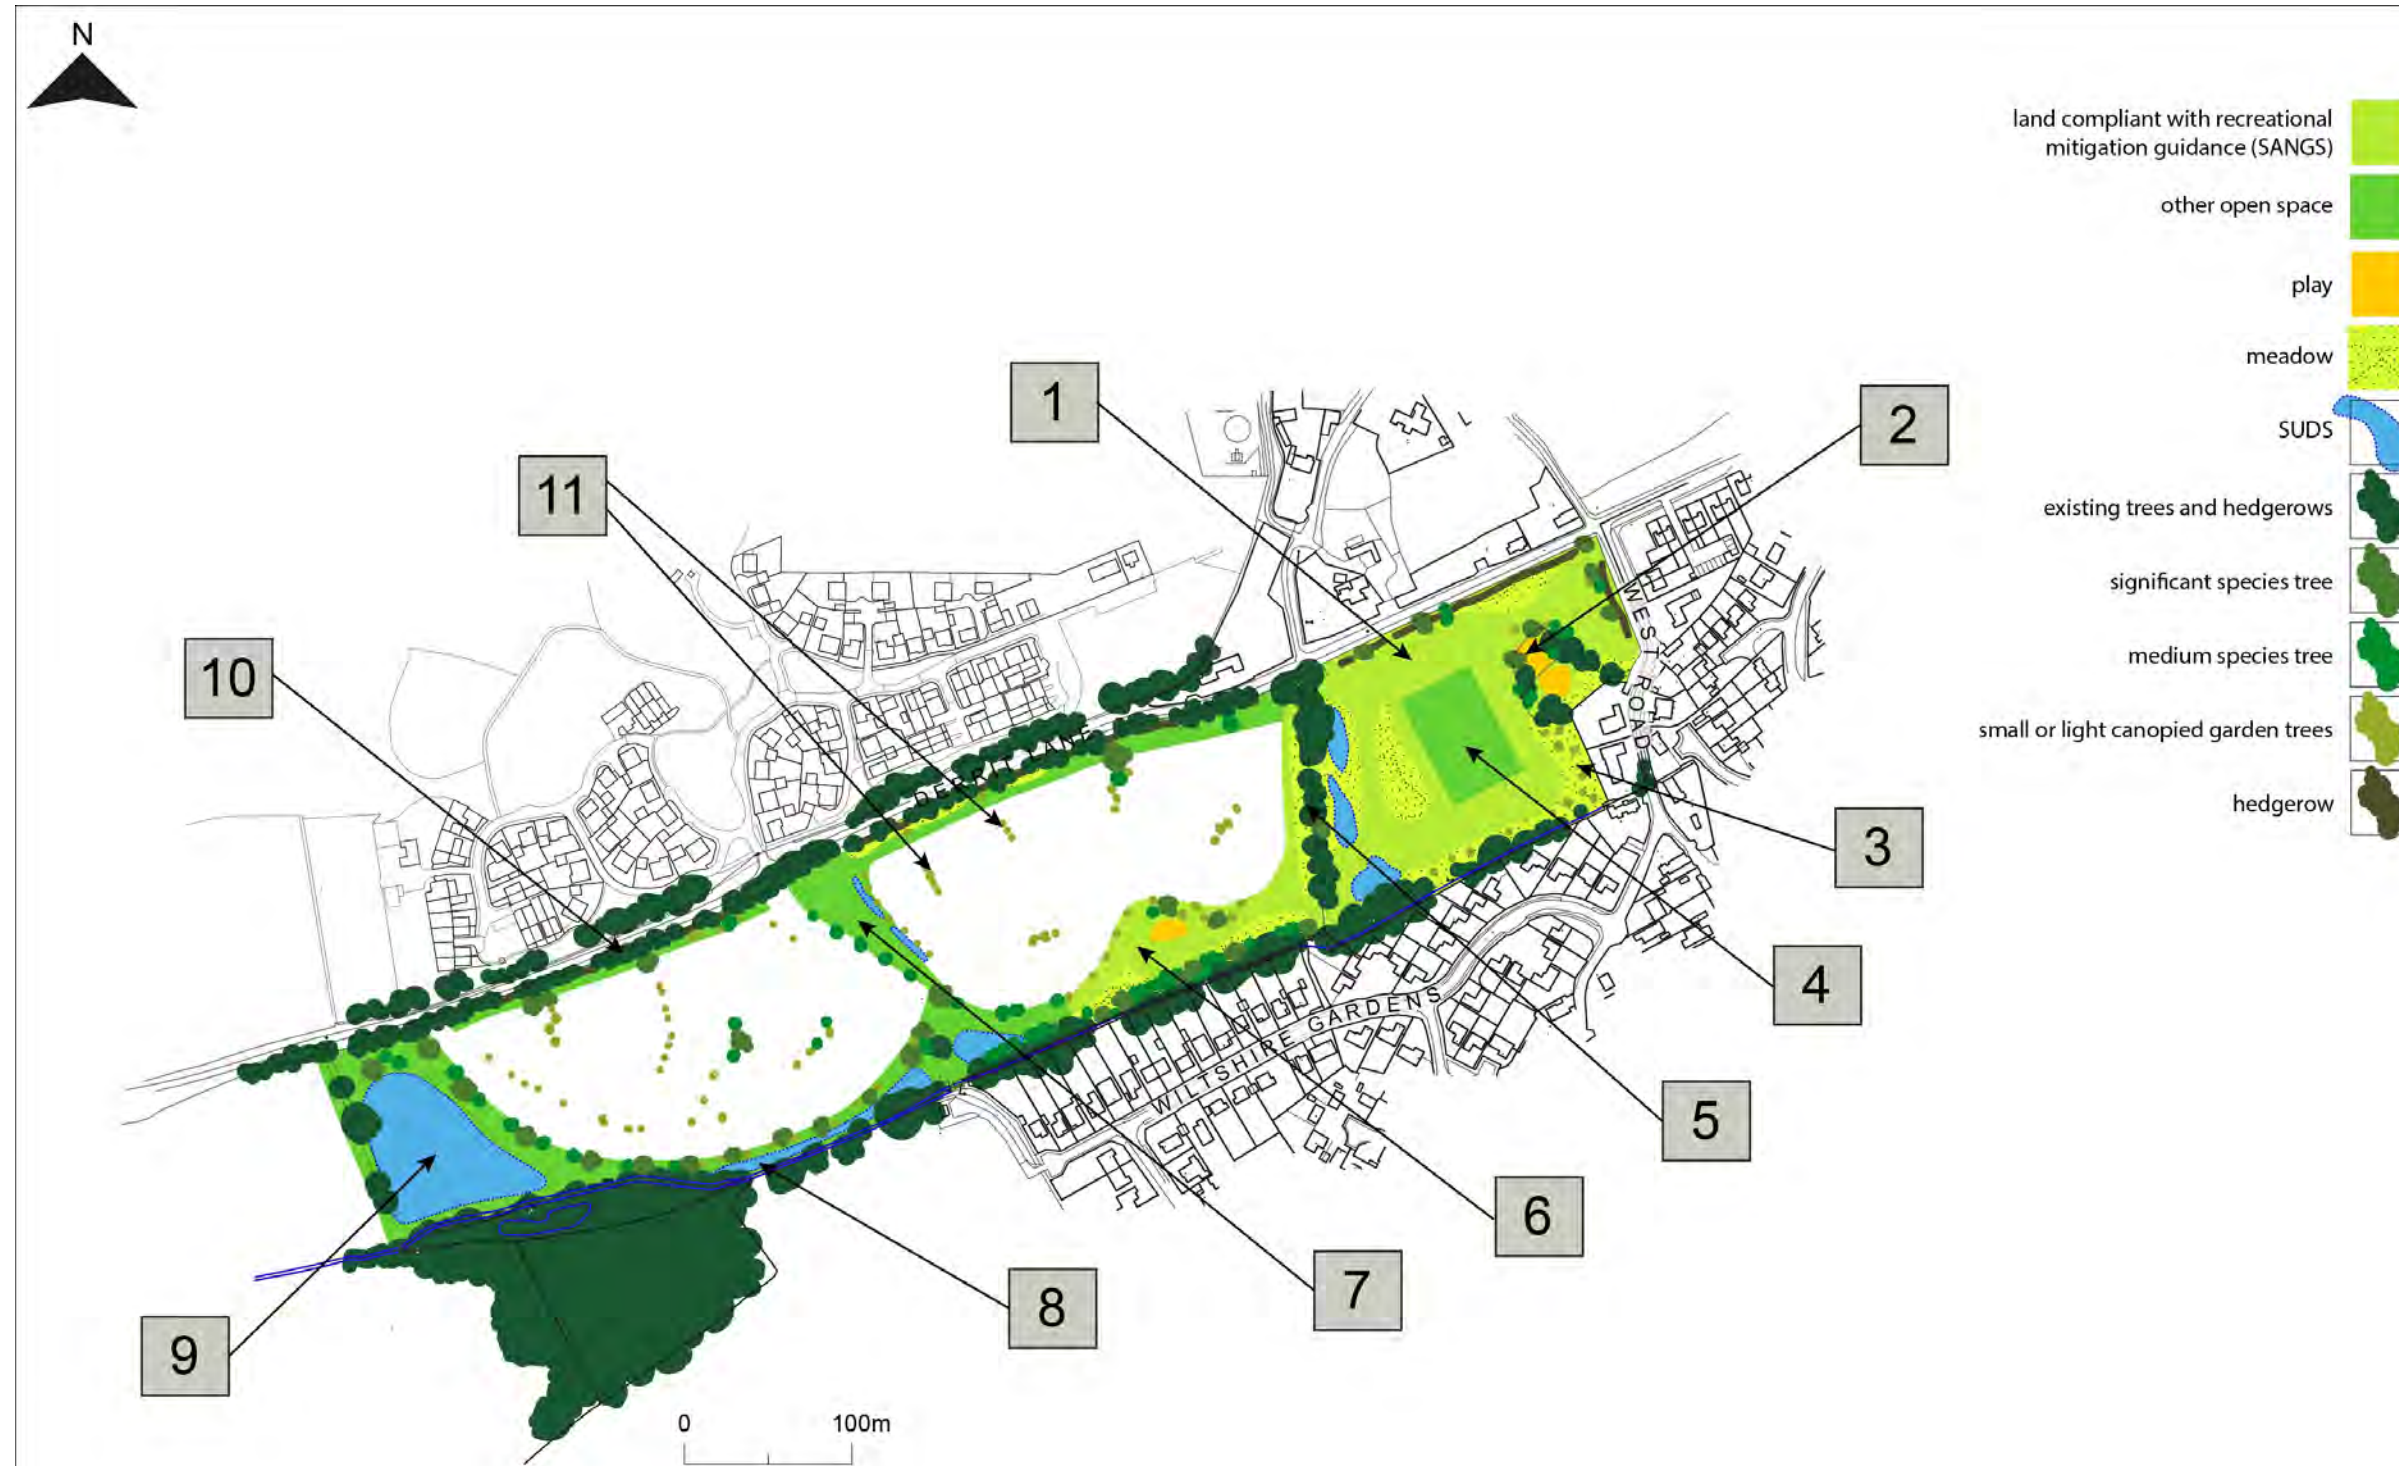 N
land compliant with recreational
mitigation guidance (SANGS)
other open space
play
meadow
SUDS
existing trees and hedgerows
significant species tree
medium species tree
small or light canopied garden trees
hedgerow
1
2
11
10
WEST ROAD
DERRIT LANE
3
4
WILTSHIRE GARDENS
5
6
7
8
9
0 100m